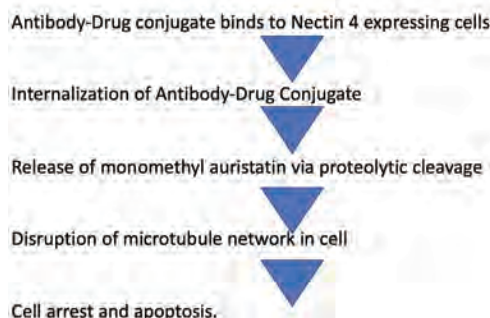 Antibody-Drug conjugate binds to Nectin 4 expressing cells
Internalization of Antibody-Drug Conjugate
Release of monomethyl auristatin via proteolytic cleavage
Disruption of microtubule network in cell
Cell arrest and apoptosis.